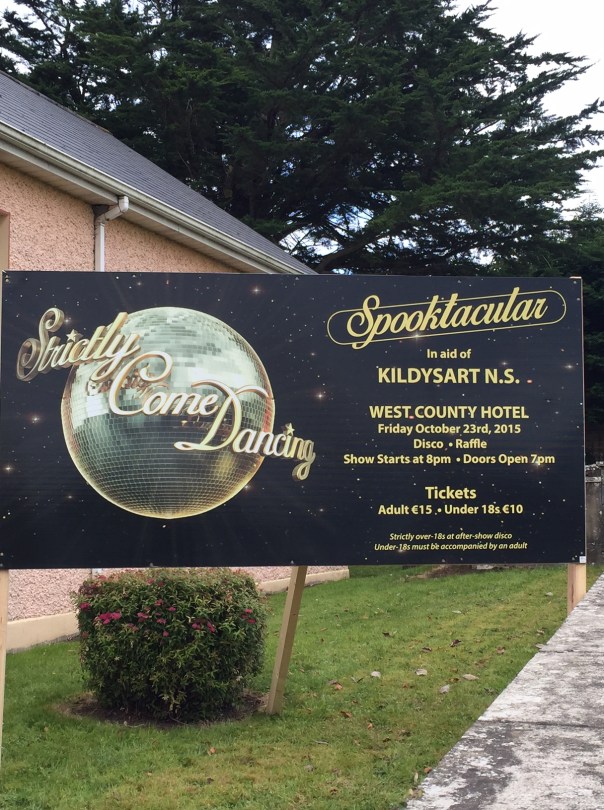 Strictly
Come
Dancing
Spooktacular
In aid of
KILDYSART N.S.
WEST COUNTY HOTEL
Friday October 23rd, 2015
Disco • Raffle
Show Starts at 8pm • Doors Open 7pm
Tickets
Adult €15 • Under 18s €10
Strictly over-18s at after-show disco
Under-18s must be accompanied by an adult